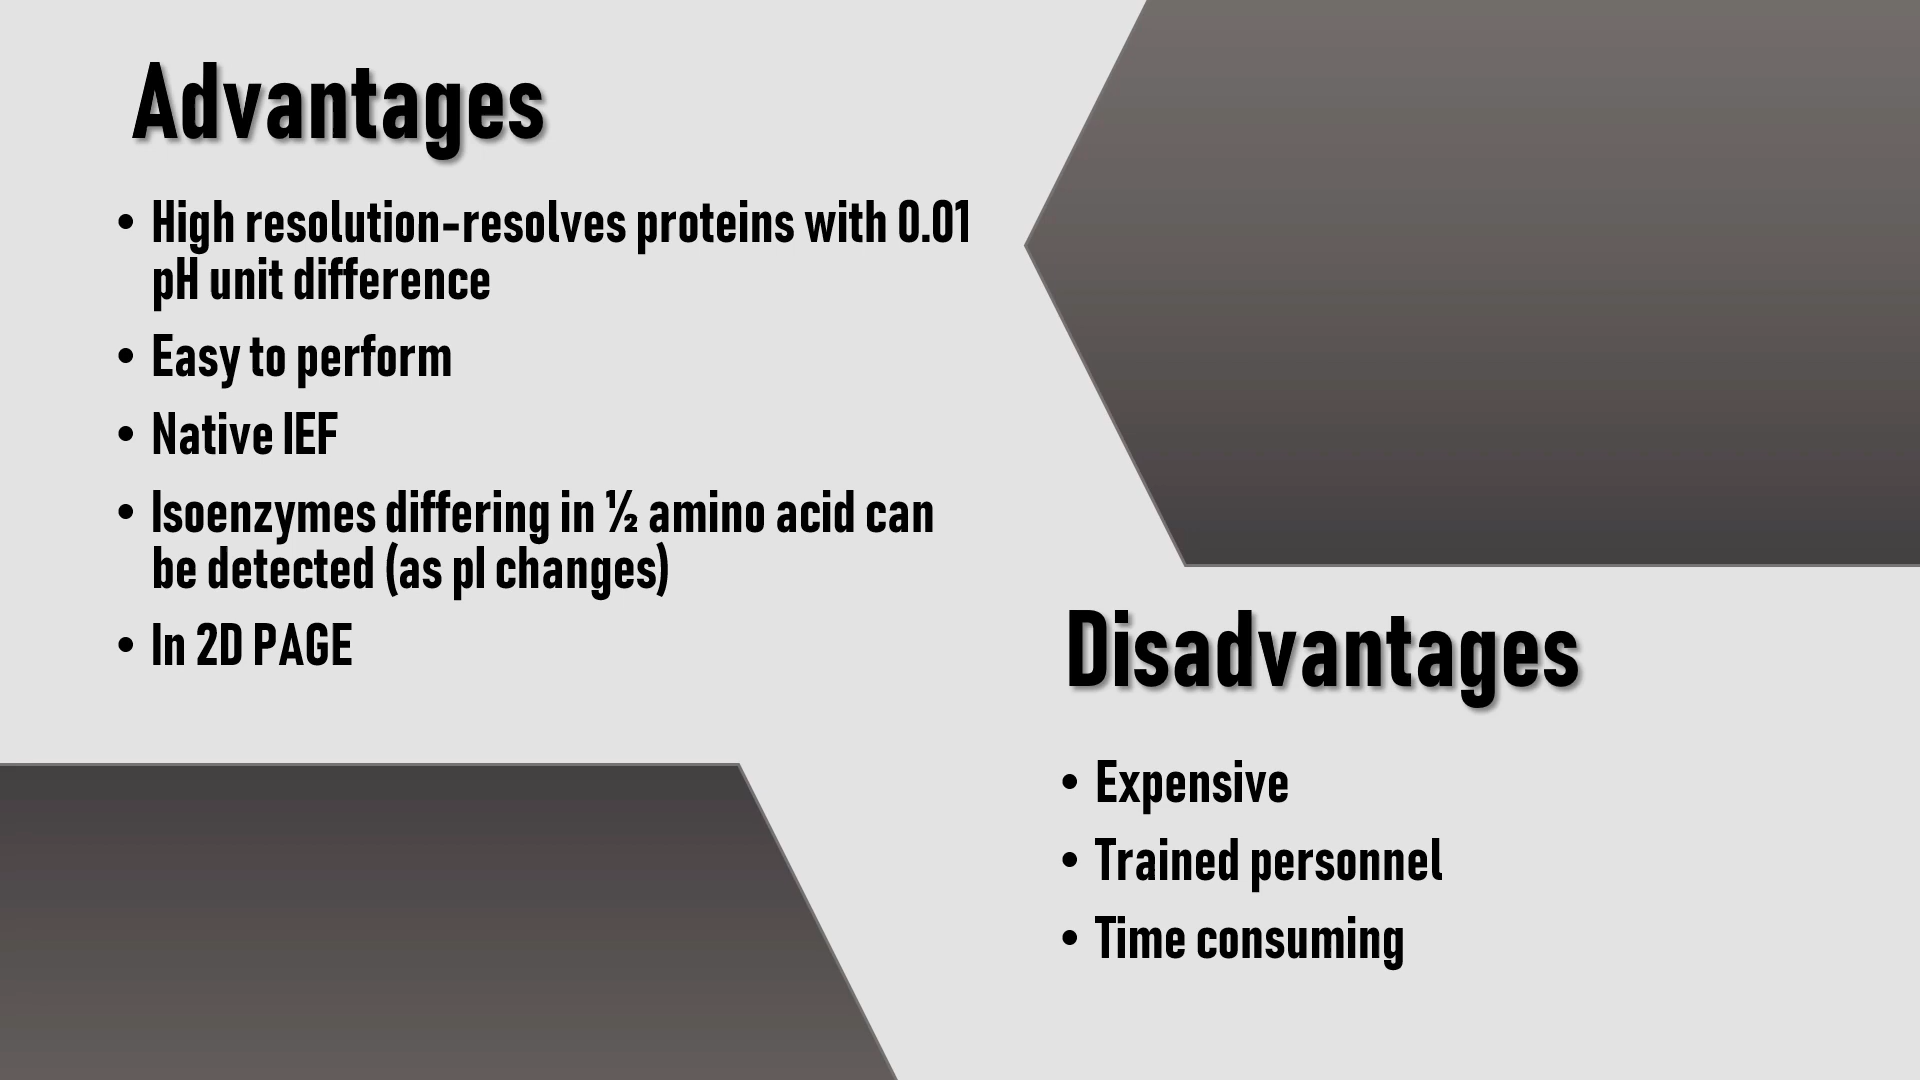 Advantages
• High resolution-resolves proteins with 0.01
pH unit difference
• Easy to perform
• Native IEF
• Isoenzymes differing in ½ amino acid can
be detected (as pI changes)
• In 2D PAGE
Disadvantages
• Expensive
• Trained personnel
• Time consuming